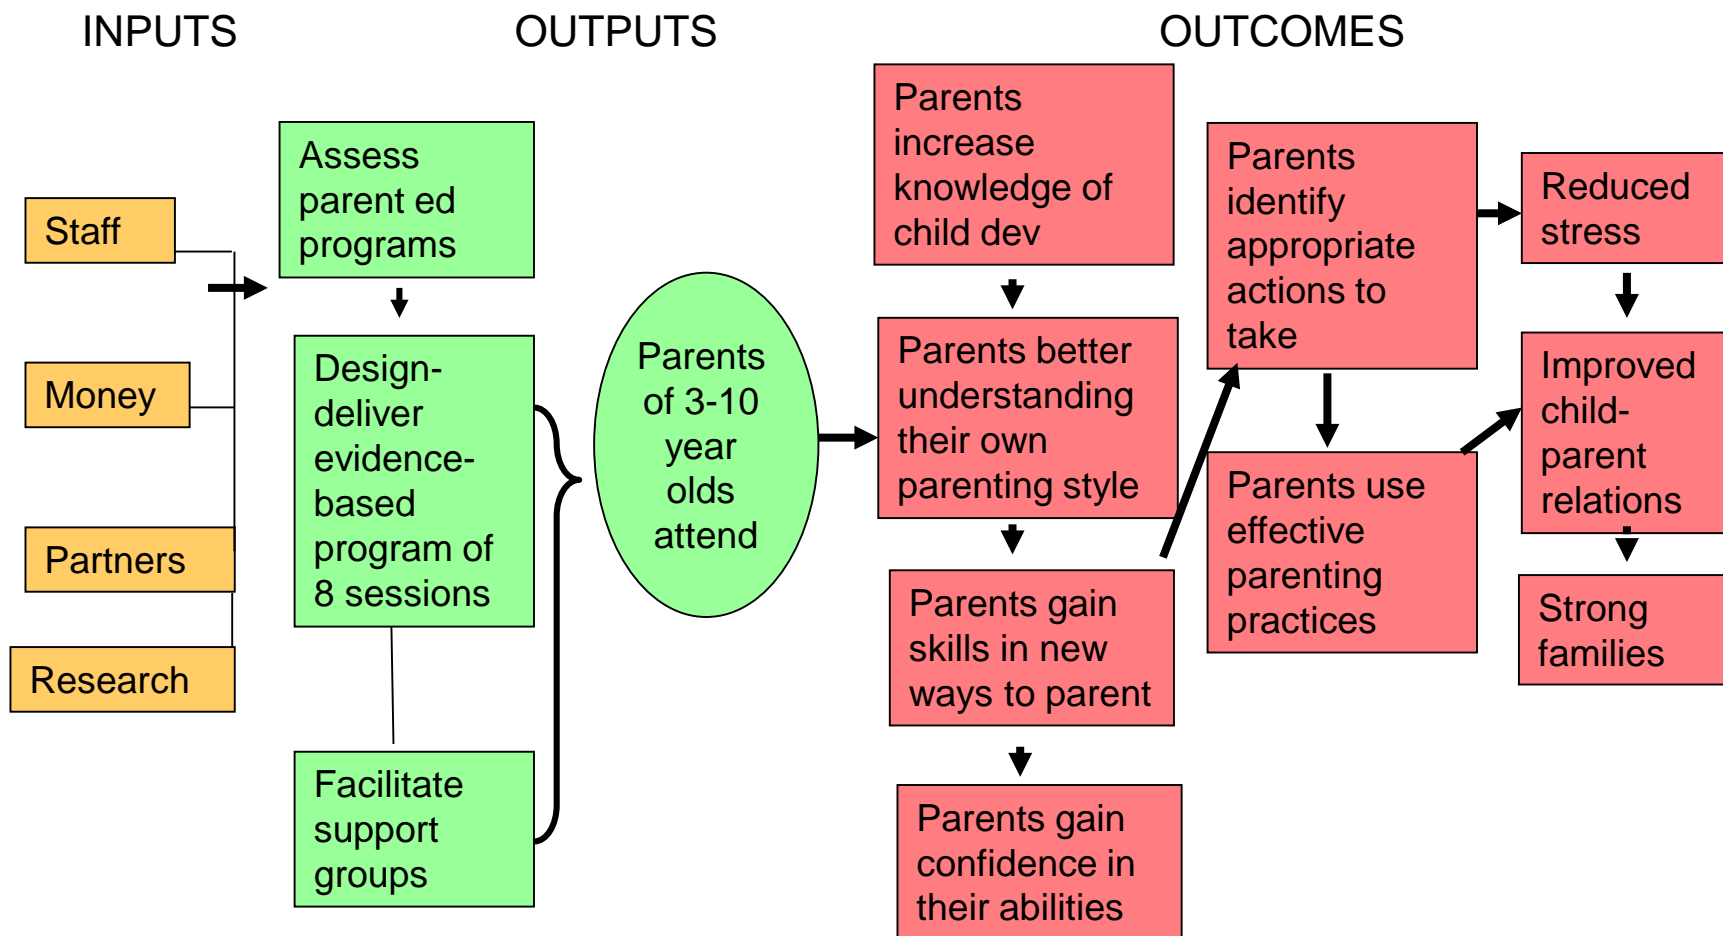 INPUTS
OUTPUTS
OUTCOMES
Staff
Money
Partners
Research
Assess
parent ed
programs
Design-
deliver
evidence-
based
program of
8 sessions
Facilitate
support
groups
Parents
of 3-10
year
olds
attend
Parents
increase
knowledge of
child dev
Parents better
understanding
their own
parenting style
Parents gain
skills in new
ways to parent
Parents gain
confidence in
their abilities
Parents
identify
appropriate
actions to
take
Parents use
effective
parenting
practices
Reduced
stress
Improved
child-
parent
relations
Strong
families